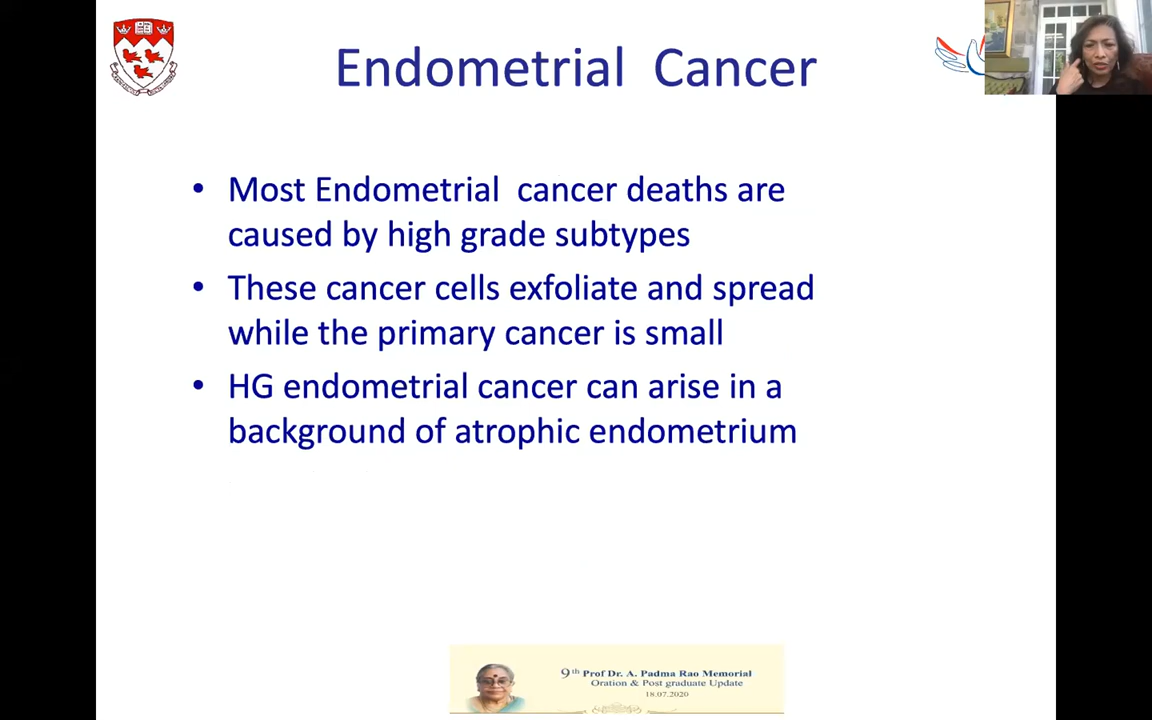 Endometrial Cancer
• Most Endometrial cancer deaths are
caused by high grade subtypes
• These cancer cells exfoliate and spread
while the primary cancer is small
• HG endometrial cancer can arise in a
background of atrophic endometrium
9th Prof Dr. A. Padma Rao Memorial
Oration & Post graduate Update
18.07.2020